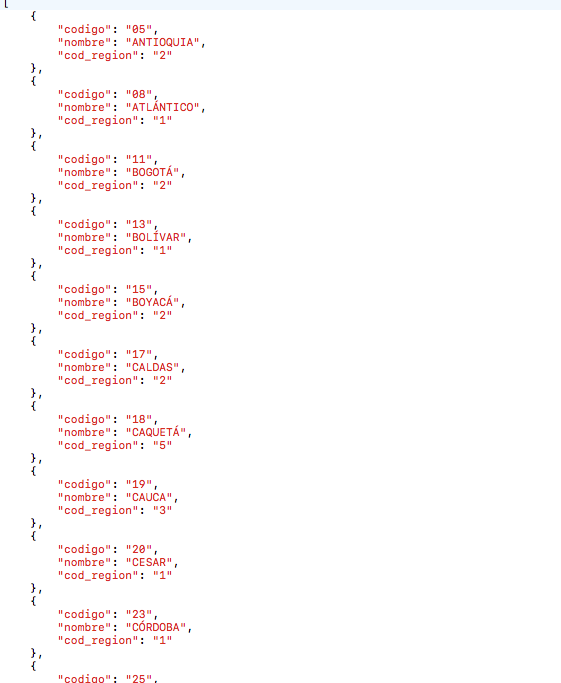 [
    {
        "codigo": "05",
        "nombre": "ANTIOQUIA",
        "cod_region": "2"
    },
    {
        "codigo": "08",
        "nombre": "ATLÁNTICO",
        "cod_region": "1"
    },
    {
        "codigo": "11",
        "nombre": "BOGOTÁ",
        "cod_region": "2"
    },
    {
        "codigo": "13",
        "nombre": "BOLÍVAR",
        "cod_region": "1"
    },
    {
        "codigo": "15",
        "nombre": "BOYACÁ",
        "cod_region": "2"
    },
    {
        "codigo": "17",
        "nombre": "CALDAS",
        "cod_region": "2"
    },
    {
        "codigo": "18",
        "nombre": "CAQUETÁ",
        "cod_region": "5"
    },
    {
        "codigo": "19",
        "nombre": "CAUCA",
        "cod_region": "3"
    },
    {
        "codigo": "20",
        "nombre": "CESAR",
        "cod_region": "1"
    },
    {
        "codigo": "23",
        "nombre": "CÓRDOBA",
        "cod_region": "1"
    },
    {
        "codigo": "25",